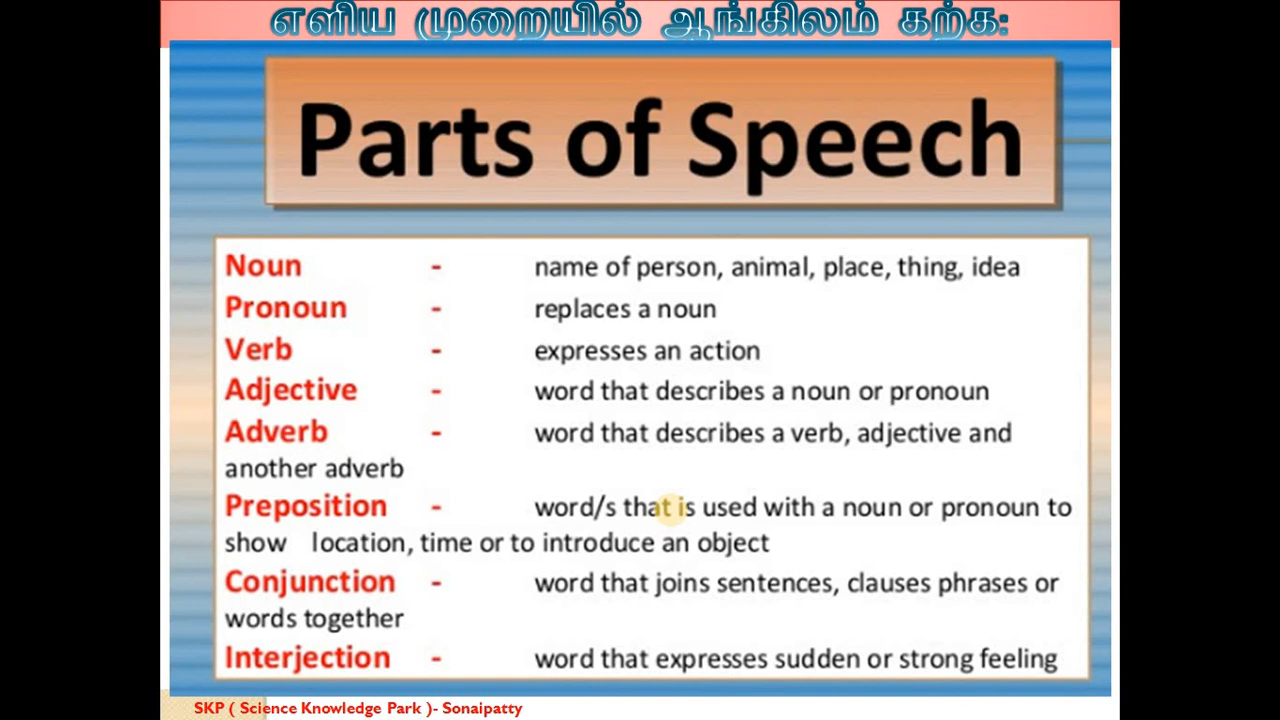 எளிய முறையில் ஆங்கிலம் கற்க:
Parts of Speech
Noun - name of person, animal, place, thing, idea
Pronoun - replaces a noun
Verb - expresses an action
Adjective - word that describes a noun or pronoun
Adverb - word that describes a verb, adjective and
another adverb
Preposition - word/s that is used with a noun or pronoun to
show location, time or to introduce an object
Conjunction - word that joins sentences, clauses phrases or
words together
Interjection - word that expresses sudden or strong feeling
SKP ( Science Knowledge Park )- Sonaipatty